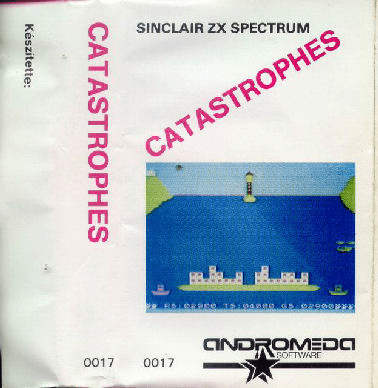 Készítette:
CATASTROPHES
0017
SINCLAIR ZX SPECTRUM
CATASTROPHES
ANDROMEDA
SOFTWARE
0017